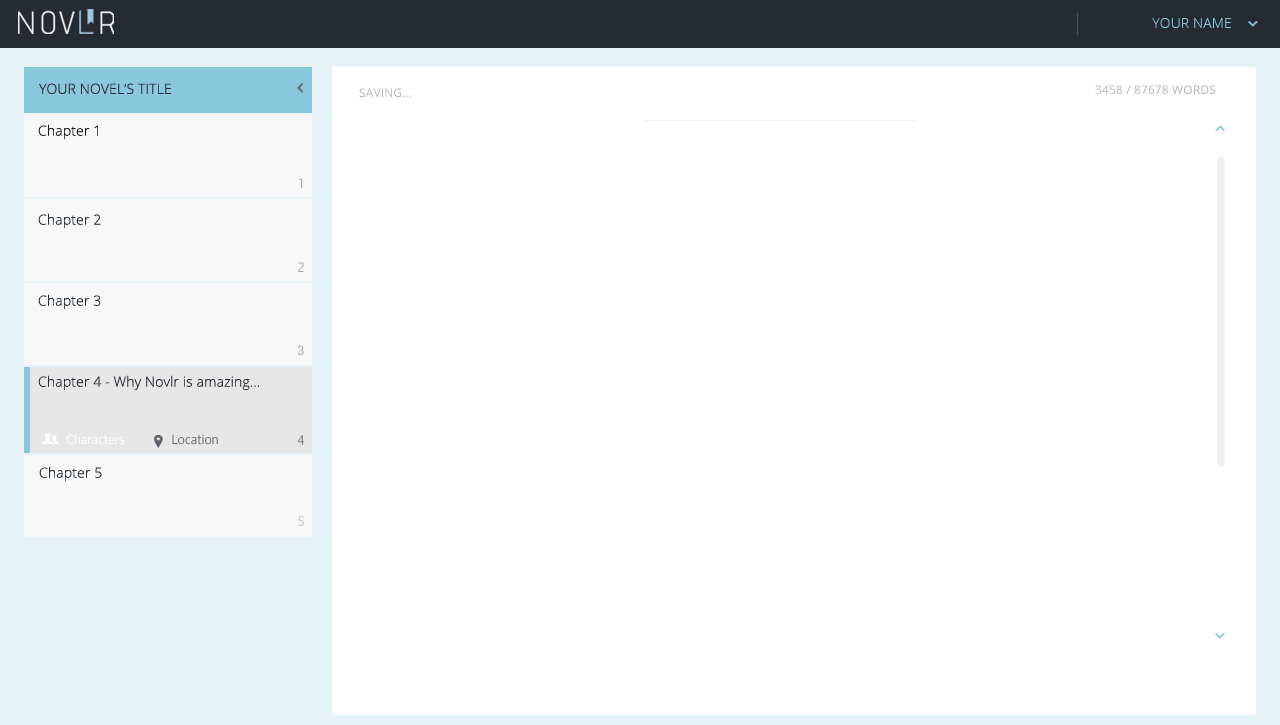 NOVLR
YOUR NAME
YOUR NOVEL'S TITLE
Chapter 1
1
Chapter 2
2
Chapter 3
3
Chapter 4 - Why Novlr is amazing...
Characters Location 4
Chapter 5
5
SAVING...
3458 / 87678 WORDS